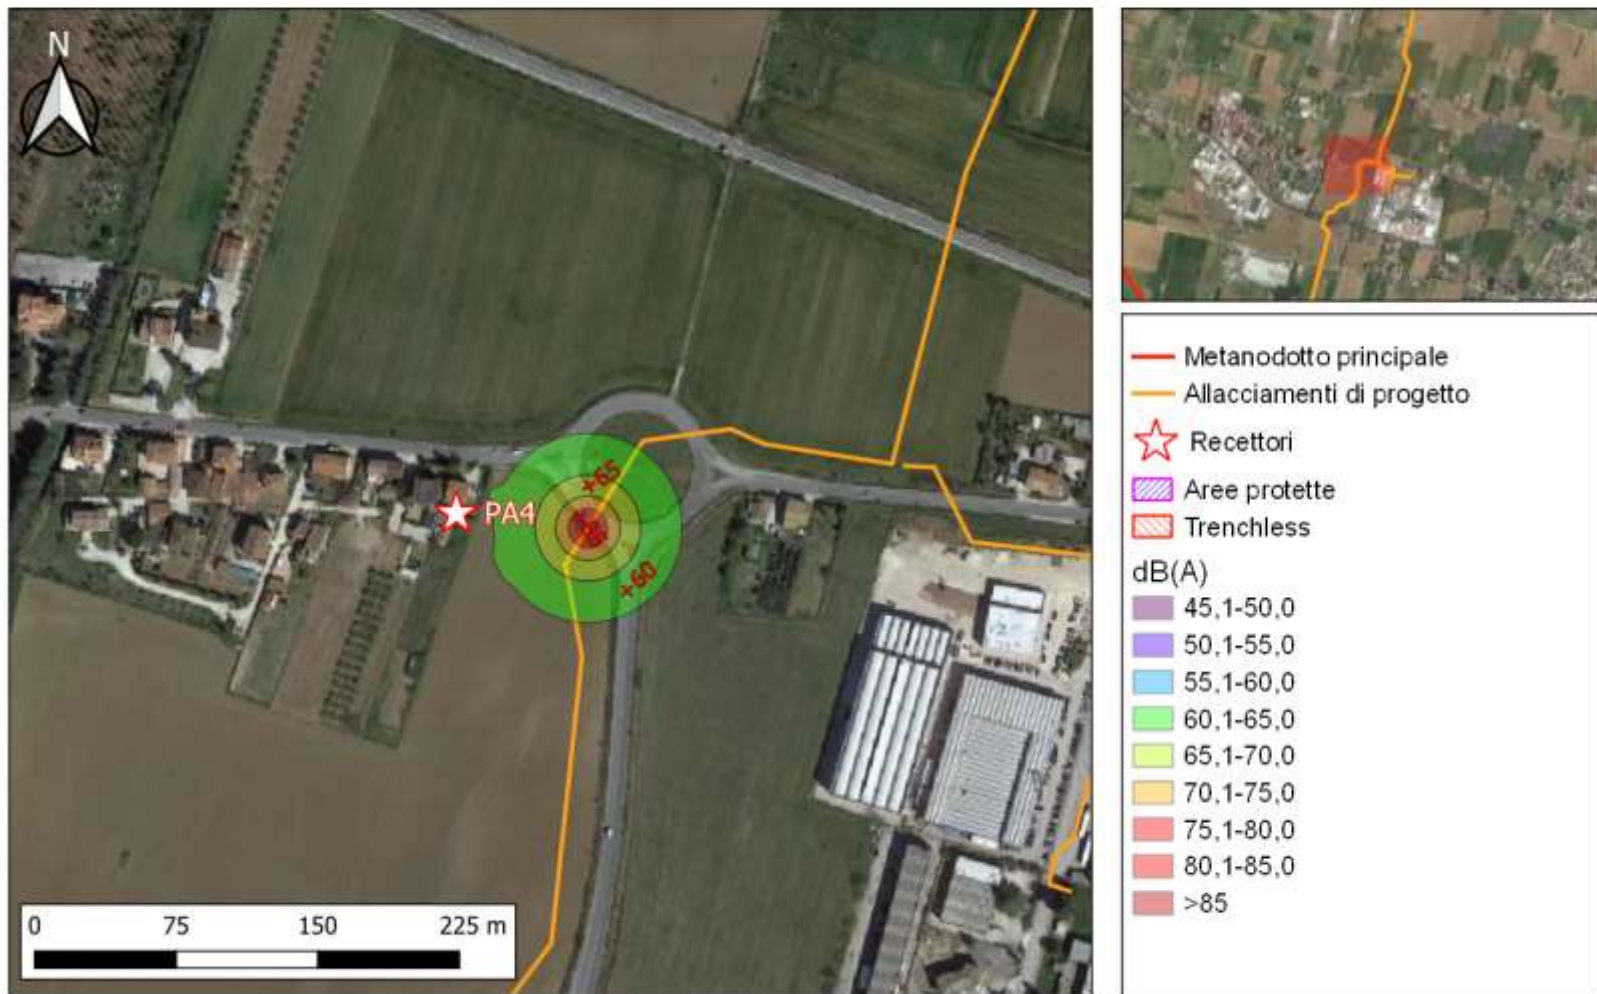 N
+65
PA4
+60
0 75 150 225 m
Metanodotto principale
Allacciamenti di progetto
Recettori
Aree protette
Trenchless
dB(A)
45,1-50,0
50,1-55,0
55,1-60,0
60,1-65,0
65,1-70,0
70,1-75,0
75,1-80,0
80,1-85,0
>85